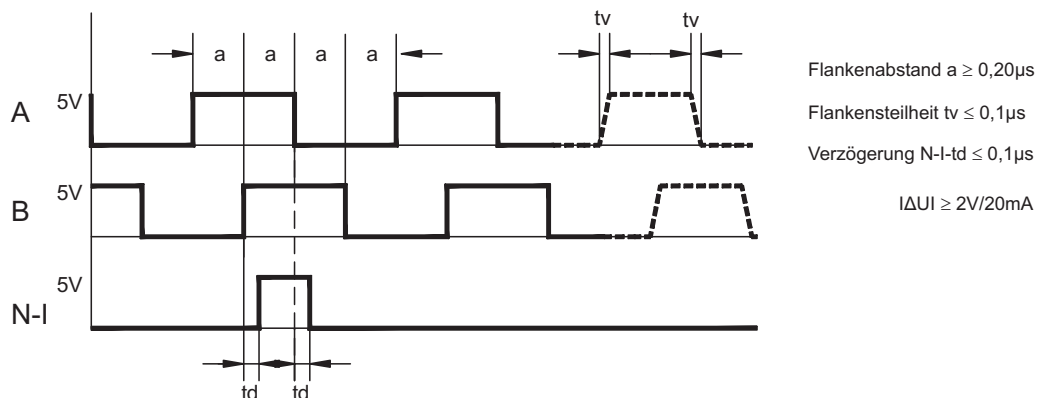 tv
tv
a
a
a
a
A
5V
Flankenabstand a ≥ 0,20µs
Flankensteilheit tv ≤ 0,1µs
Verzögerung N-I-td ≤ 0,1µs
B
5V
IΔUI ≥ 2V/20mA
N-I
5V
td
td